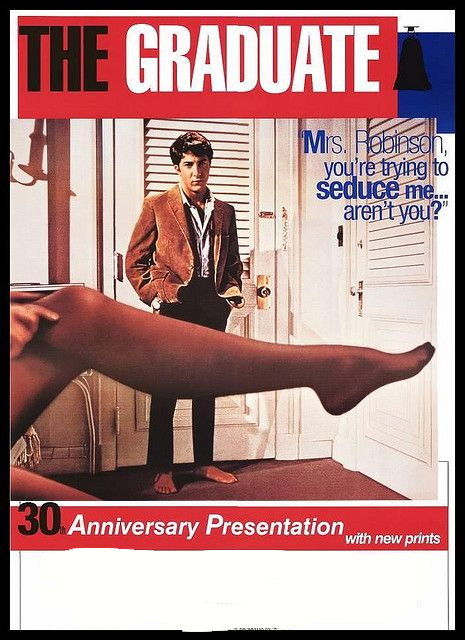 THE GRADUATE
"Mrs. Robinson,
you're trying to
seduce me...
aren't you?"
30th Anniversary Presentation
with new prints